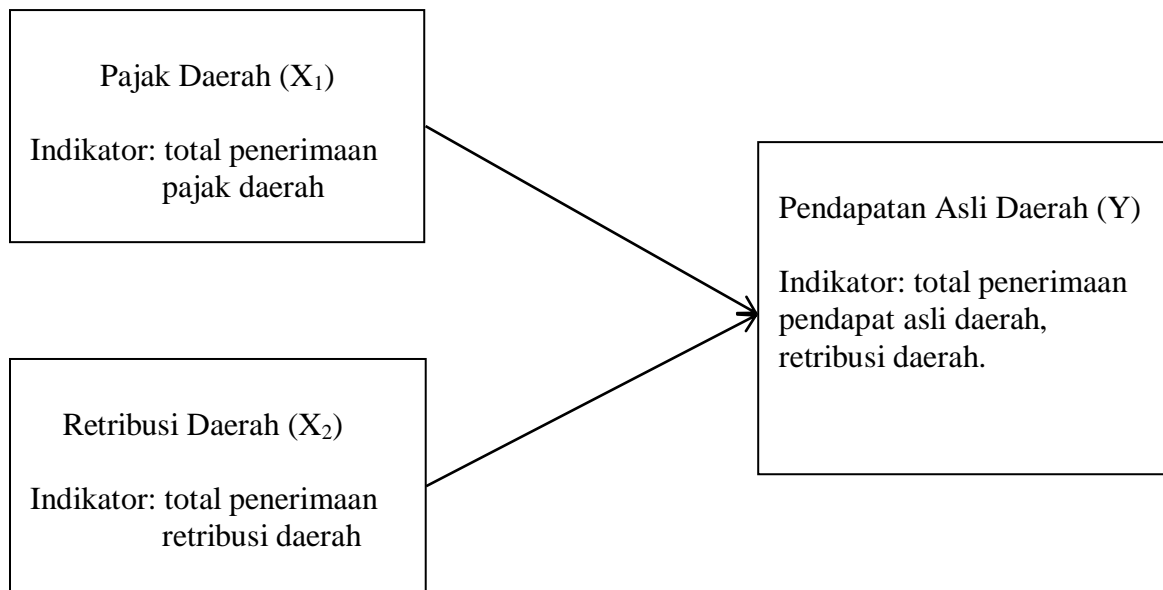 Pajak Daerah (X₁)
Indikator: total penerimaan
pajak daerah
Retribusi Daerah (X₂)
Indikator: total penerimaan
retribusi daerah
Pendapatan Asli Daerah (Y)
Indikator: total penerimaan
pendapat asli daerah,
retribusi daerah.